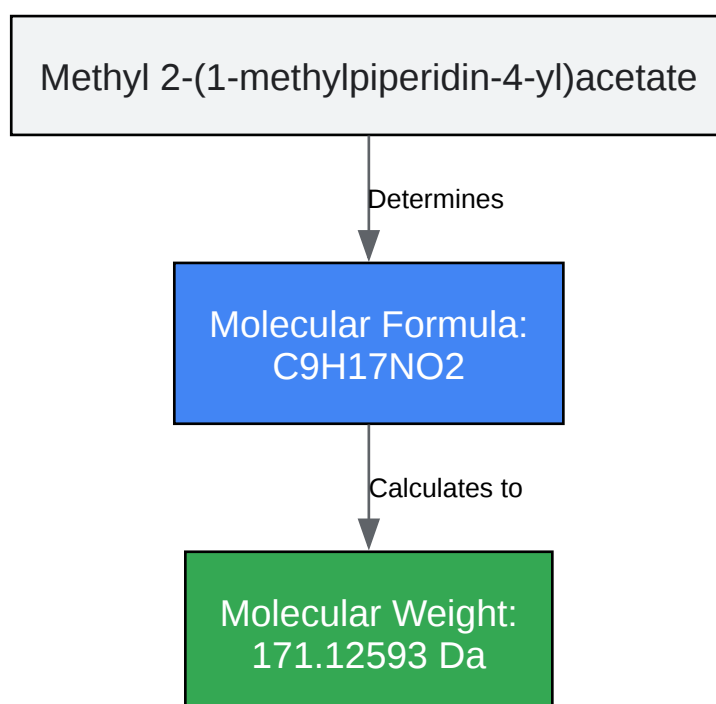 Methyl 2-(1-methylpiperidin-4-yl)acetate
Determines
Molecular Formula:
C9H17NO2
Calculates to
Molecular Weight:
171.12593 Da